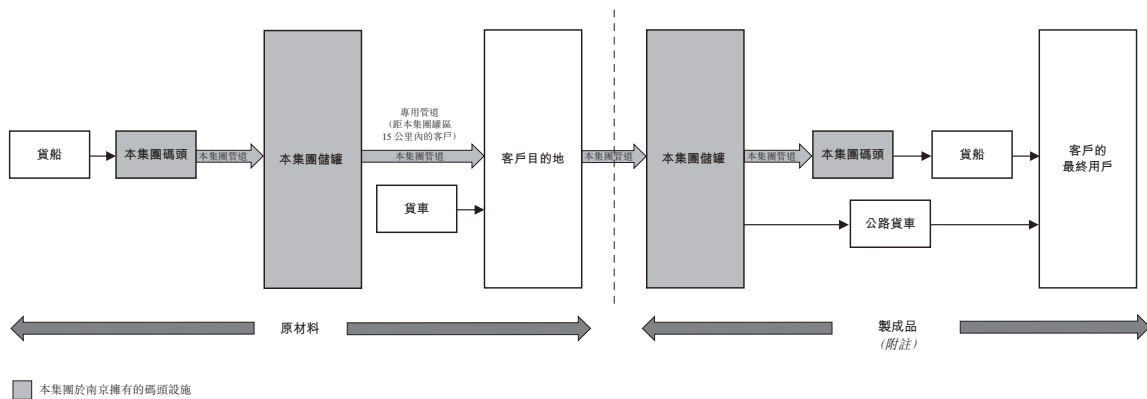 貨船
本集團碼頭
本集團管道
本集團儲罐
專用管道
(距本集團罐區
15 公里內的客戶)
本集團管道
貨車
客戶目的地
本集團管道
本集團儲罐
本集團管道
本集團碼頭
貨船
公路貨車
客戶的
最終用戶
原材料
製成品
(附註)
本集團於南京擁有的碼頭設施